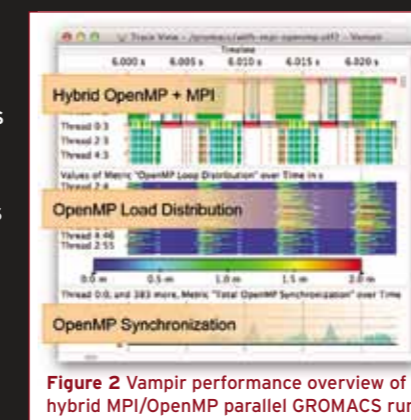 s
s
Trace View - /gromacs/with-mpi-openmp.otf2 - Vampir
Timeline
6.000 s 6.005 s 6.010 s 6.015 s 6.020 s
Hybrid OpenMP + MPI
Thread 0:3
Thread 2:3
Thread 4:3
Values of Metric "OpenMP Loop Distribution" over Time in s
Thread 2:4
OpenMP Load Distribution
Thread 4:46
Thread 2:55
0.0 m 0.5 m 1.0 m 1.5 m 2.0 m
Thread 0:0, and 383 more, Metric "Total OpenMP Synchronization" over Time
OpenMP Synchronization
Figure 2 Vampir performance overview of
hybrid MPI/OpenMP parallel GROMACS run